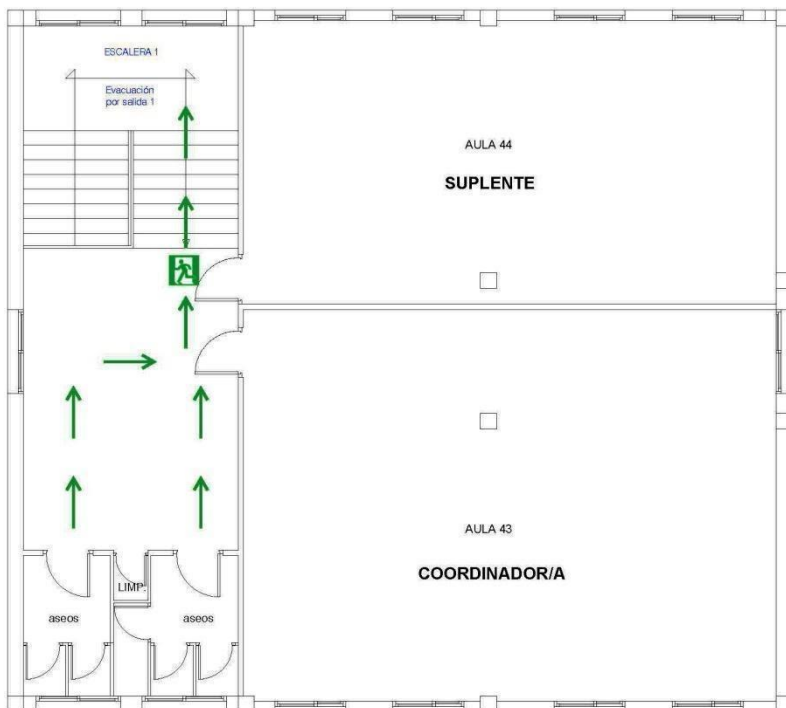 ESCALERA 1
Evacuación
por salida 1
AULA 44
SUPLENTE
AULA 43
COORDINADOR/A
LIMP.
aseos
aseos